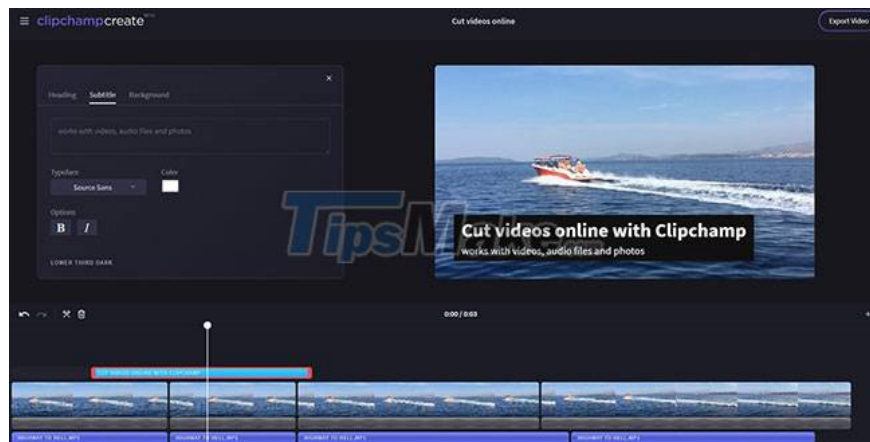 clipchampcreate BETA
Cut videos online
Export Video
Heading Subtitle Background
works with videos, audio files and photos
Typeface Color
Source Sans
Options
B I
LOWER THIRD DARK
TipsMake.com
Cut videos online with Clipchamp
works with videos, audio files and photos
0:00 / 0:03
CUT VIDEOS ONLINE WITH CLIPCHAMP
HIGHWAY TO HELL.MP3 HIGHWAY TO HELL.MP3 HIGHWAY TO HELL.MP3 HIGHWAY TO HELL.MP3